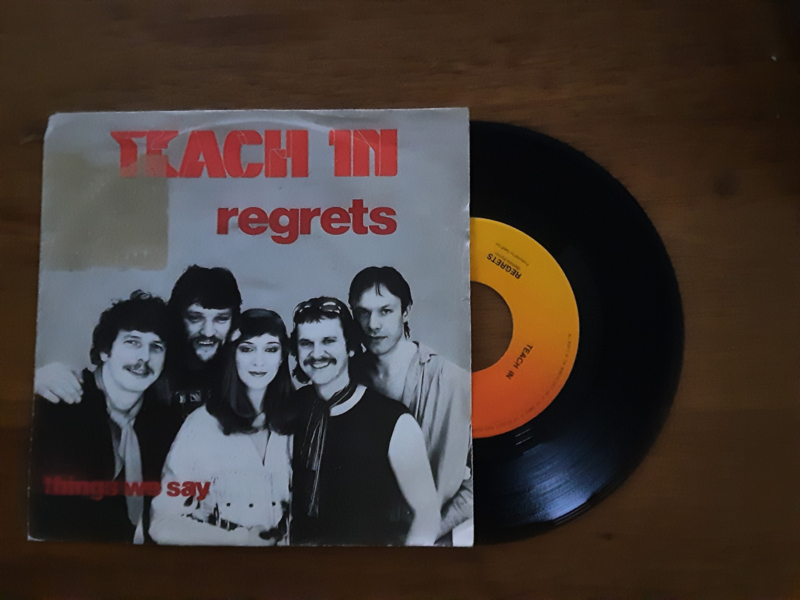 TEACH IN
regrets
things we say
REGRETS
TEACH IN